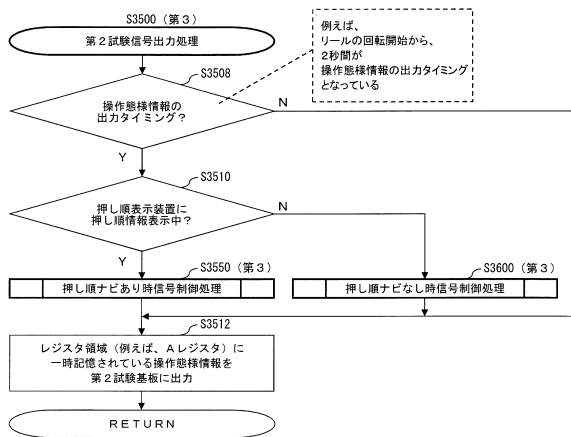 S3500（第３）
第２試験信号出力処理
例えば、
リールの回転開始から、
2秒間が
操作態様情報の出力タイミング
となっている
S3508
操作態様情報の
出力タイミング？
N
Y
S3510
押し順表示装置に
押し順情報表示中？
N
Y
S3550（第３）
押し順ナビあり時信号制御処理
S3600（第３）
押し順ナビなし時信号制御処理
S3512
レジスタ領域（例えば、Ａレジスタ）に
一時記憶されている操作態様情報を
第２試験基板に出力
ＲＥＴＵＲＮ